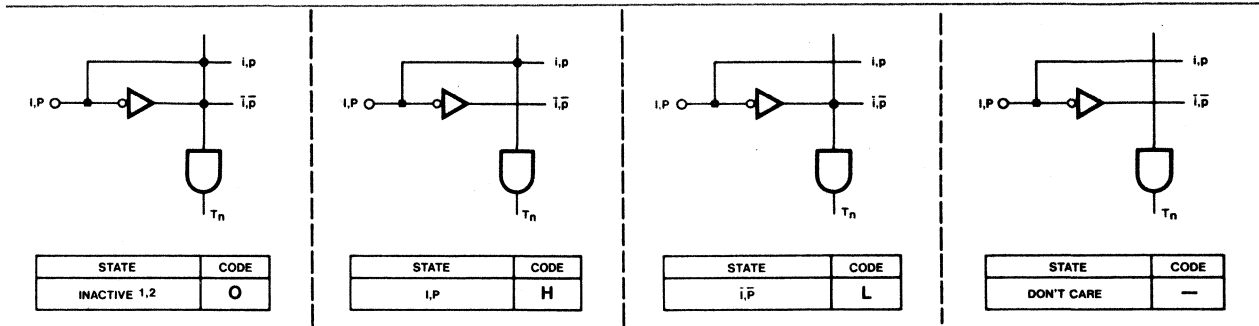 i,p
I,P
i̅,p̅
Tn
STATE CODE
INACTIVE 1,2 O
i,p
I,P
i̅,p̅
Tn
STATE CODE
I,P H
i,p
I,P
i̅,p̅
Tn
STATE CODE
I̅,P̅ L
i,p
I,P
i̅,p̅
Tn
STATE CODE
DON'T CARE —